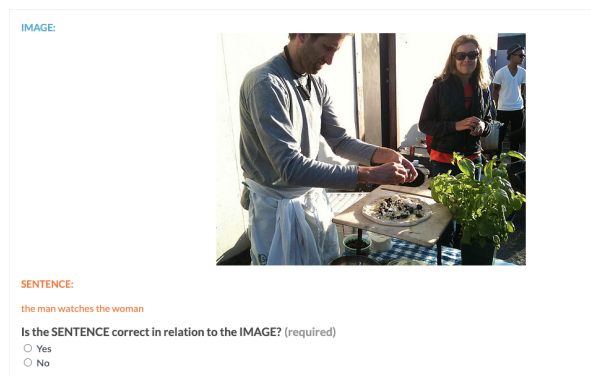 IMAGE:
SENTENCE:
the man watches the woman
Is the SENTENCE correct in relation to the IMAGE? (required)
Yes
No